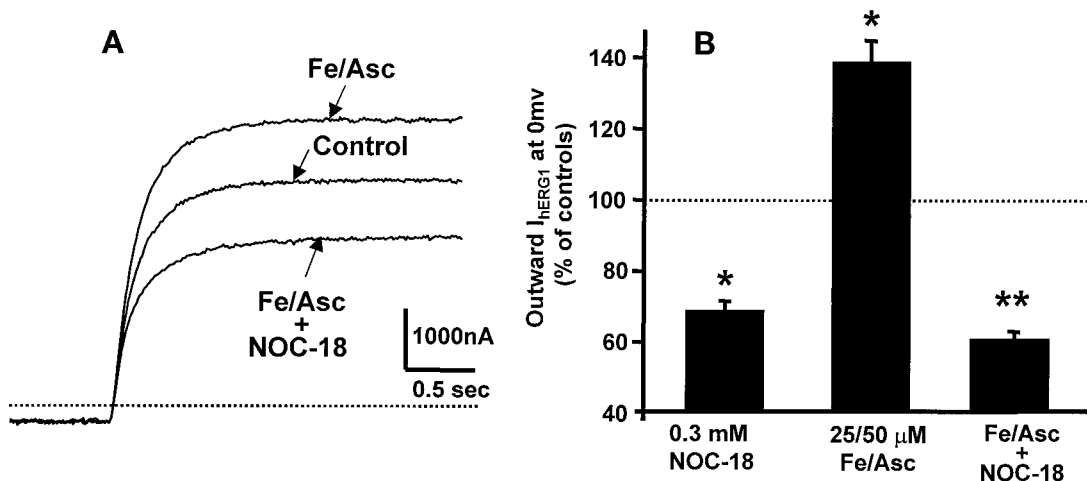 A
Fe/Asc
Control
Fe/Asc
+
NOC-18
1000nA
0.5 sec
B
Outward I_hERG1 at 0mv
(% of controls)
140
120
100
80
60
40
*
*
**
0.3 mM
NOC-18
25/50 µM
Fe/Asc
Fe/Asc
+
NOC-18